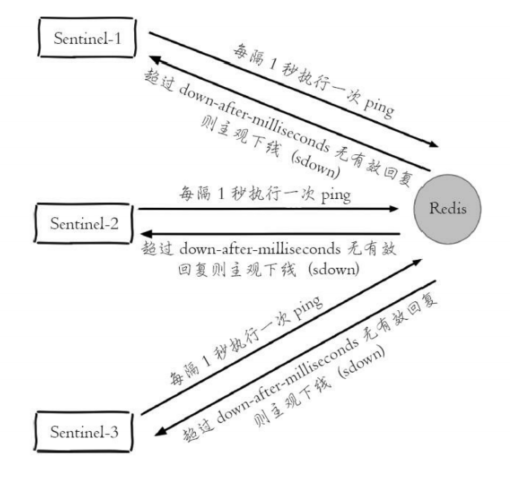 Sentinel-1
每隔 1 秒执行一次 ping
超过 down-after-milliseconds 无有效回复
则主观下线 (sdown)
每隔 1 秒执行一次 ping
Sentinel-2
Redis
超过 down-after-milliseconds 无有效
回复则主观下线 (sdown)
每隔 1 秒执行一次 ping
超过 down-after-milliseconds 无有效回复
则主观下线 (sdown)
Sentinel-3